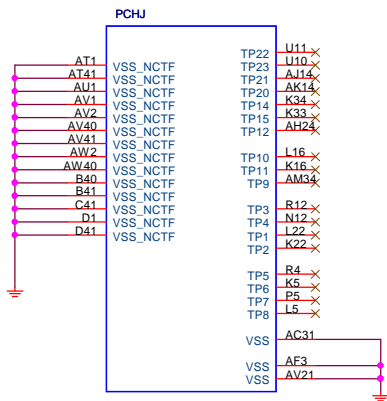 PCHJ
AT1 VSS_NCTF
AT41 VSS_NCTF
AU1 VSS_NCTF
AV1 VSS_NCTF
AV2 VSS_NCTF
AV40 VSS_NCTF
AV41 VSS_NCTF
AW2 VSS_NCTF
AW40 VSS_NCTF
B40 VSS_NCTF
B41 VSS_NCTF
C41 VSS_NCTF
D1 VSS_NCTF
D41 VSS_NCTF
TP22 U11
TP23 U10
TP21 AJ14
TP20 AK14
TP14 K34
TP15 K33
TP12 AH24
TP10 L16
TP11 K16
TP9 AM34
TP3 R12
TP4 N12
TP1 L22
TP2 K22
TP5 R4
TP6 K5
TP7 P5
TP8 L5
VSS AC31
VSS AF3
VSS AV21